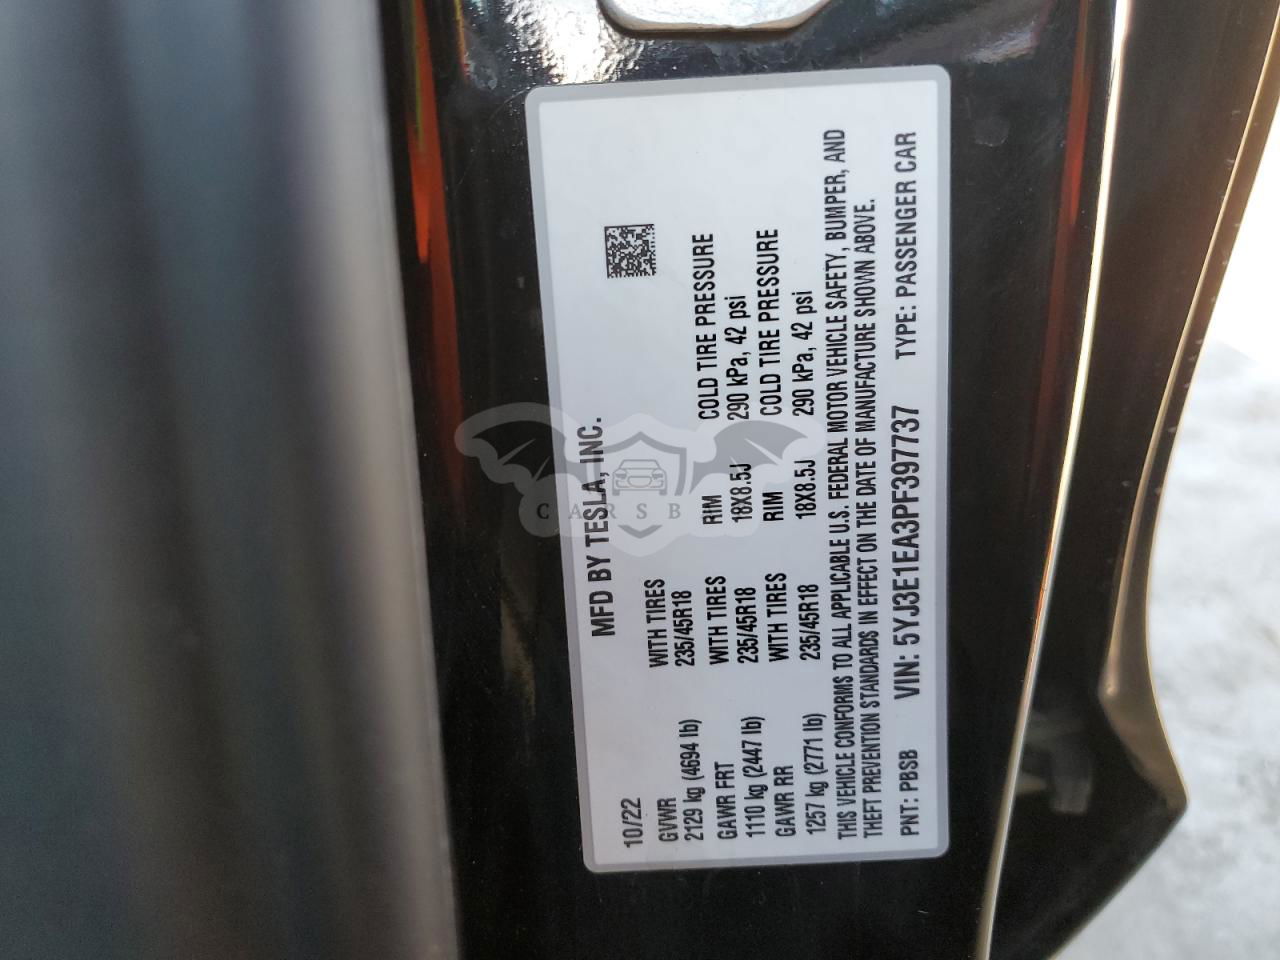 10/22 MFD BY TESLA, INC.
GVWR WITH TIRES
2129 kg (4694 lb) 235/45R18
GAWR FRT WITH TIRES RIM COLD TIRE PRESSURE
1110 kg (2447 lb) 235/45R18 18X8.5J 290 kPa, 42 psi
GAWR RR WITH TIRES RIM COLD TIRE PRESSURE
1257 kg (2771 lb) 235/45R18 18X8.5J 290 kPa, 42 psi
THIS VEHICLE CONFORMS TO ALL APPLICABLE U.S. FEDERAL MOTOR VEHICLE SAFETY, BUMPER, AND
THEFT PREVENTION STANDARDS IN EFFECT ON THE DATE OF MANUFACTURE SHOWN ABOVE.
PNT: PBSB VIN: 5YJ3E1EA3PF397737 TYPE: PASSENGER CAR